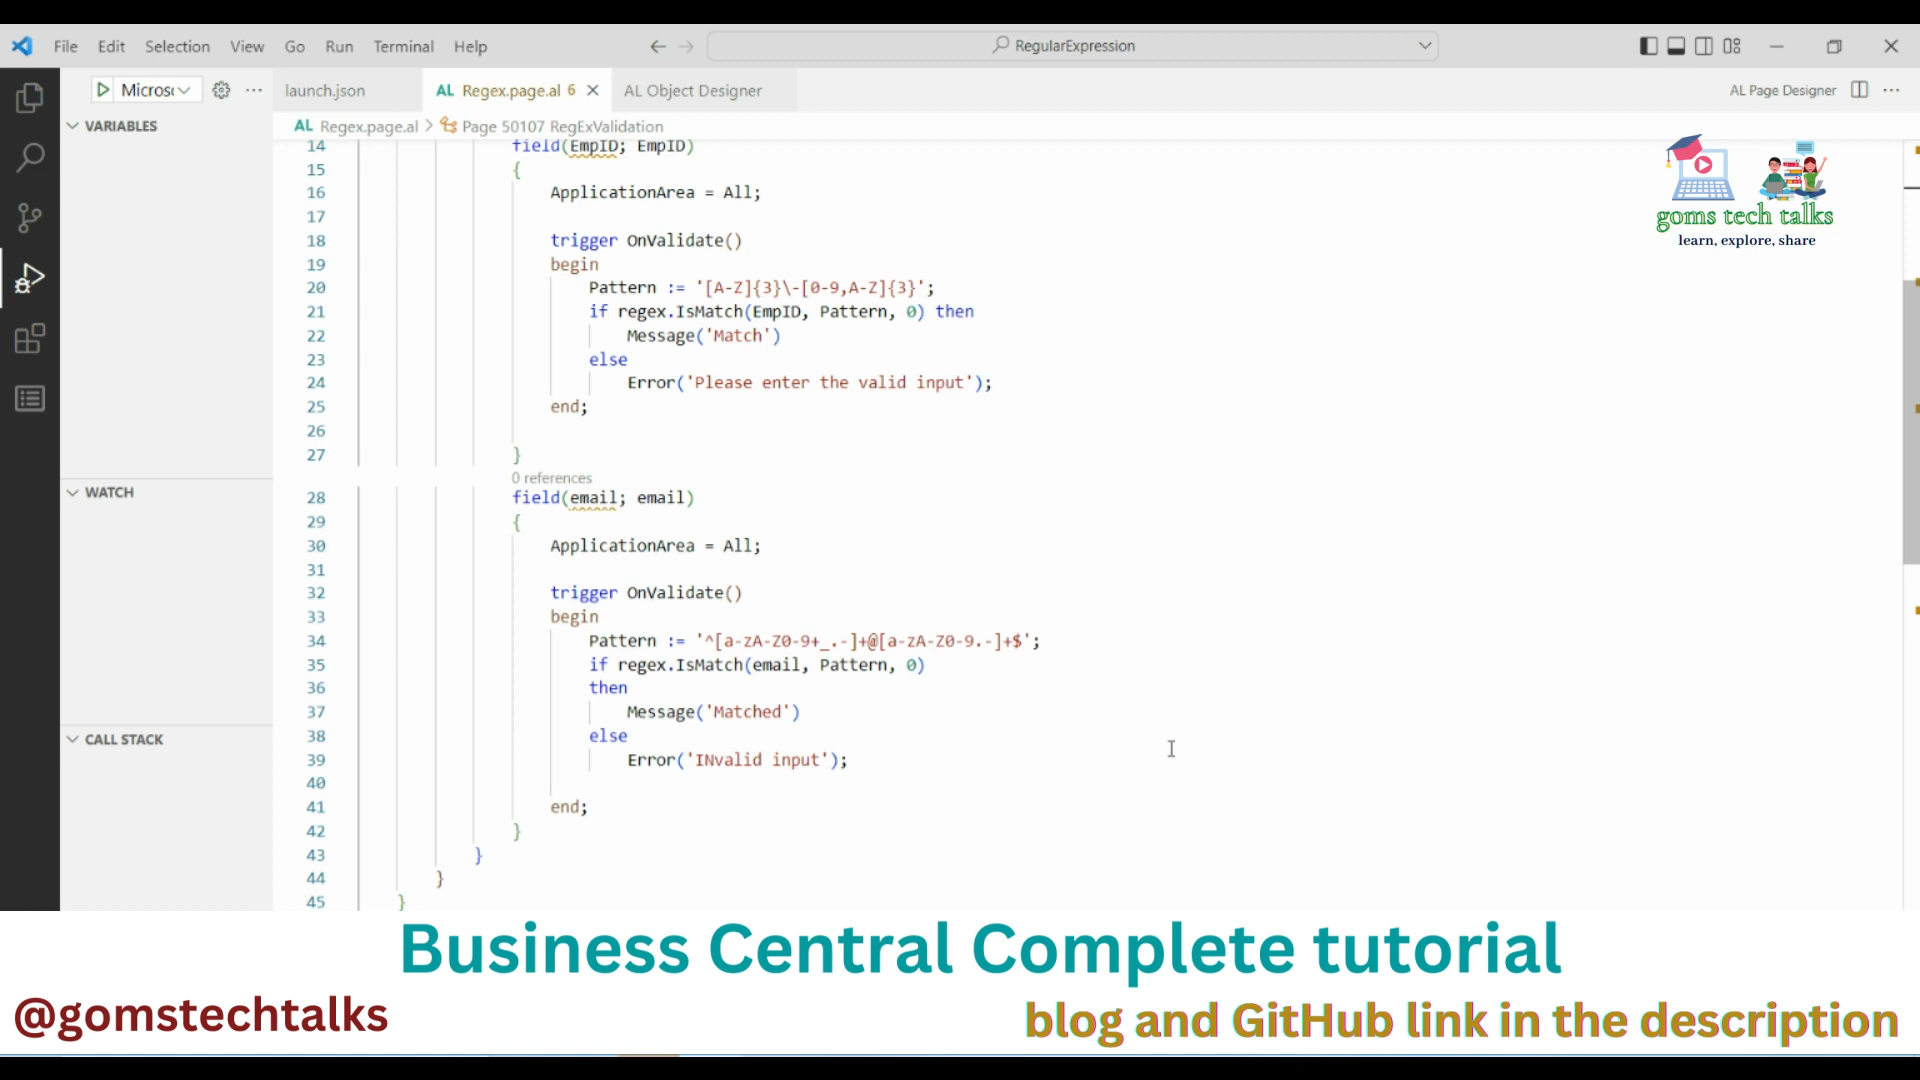 File Edit Selection View Go Run Terminal Help RegularExpression
Micros launch.json AL Regex.page.al 6 AL Object Designer AL Page Designer
VARIABLES AL Regex.page.al > Page 50107 RegExValidation
14 field(EmpID; EmpID)
15 {
16 ApplicationArea = All;
17
18 trigger OnValidate()
19 begin
20 Pattern := '[A-Z]{3}\-[0-9,A-Z]{3}';
21 if regex.IsMatch(EmpID, Pattern, 0) then
22 Message('Match')
23 else
24 Error('Please enter the valid input');
25 end;
26
27 }
0 references
WATCH
28 field(email; email)
29 {
30 ApplicationArea = All;
31
32 trigger OnValidate()
33 begin
34 Pattern := '^[a-zA-Z0-9+_.-]+@[a-zA-Z0-9.-]+$';
35 if regex.IsMatch(email, Pattern, 0)
36 then
37 Message('Matched')
38 else
CALL STACK
39 Error('INvalid input');
40
41 end;
42 }
43 }
44 }
45 }
goms tech talks
learn, explore, share
Business Central Complete tutorial
@gomstechtalks
blog and GitHub link in the description